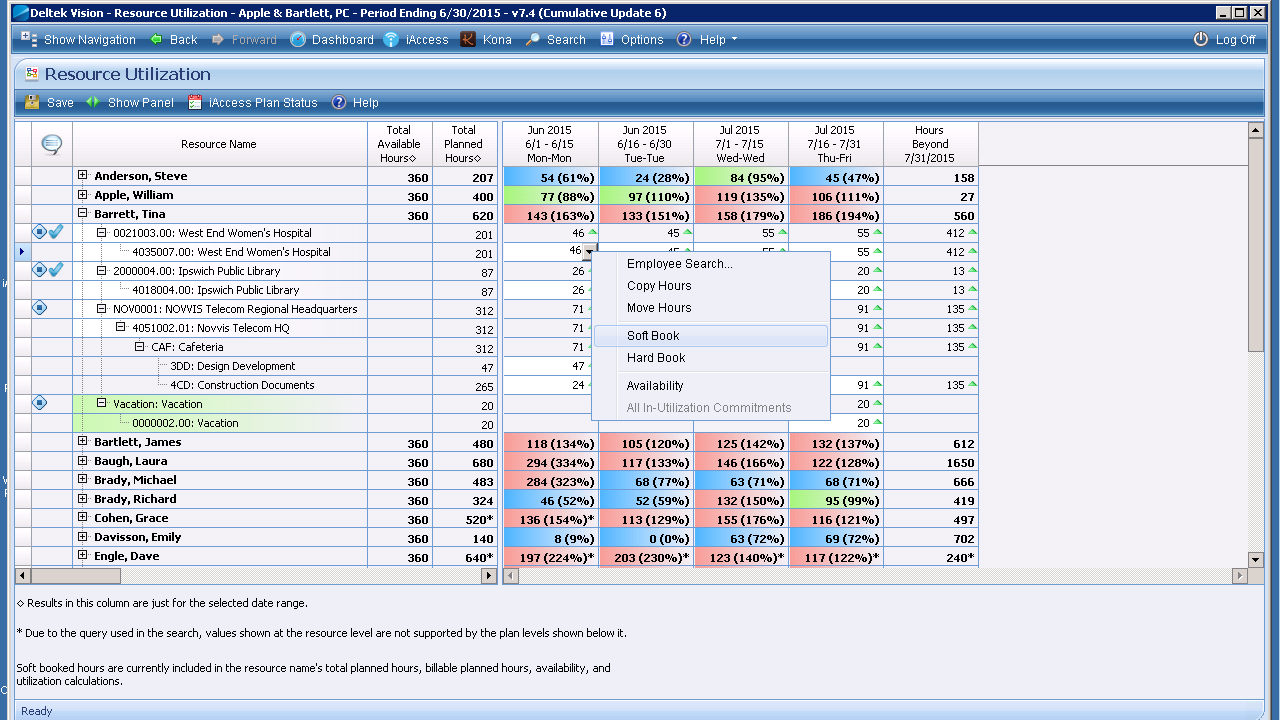 Deltek Vision - Resource Utilization - Apple & Bartlett, PC - Period Ending 6/30/2015 - v7.4 (Cumulative Update 6)
Show Navigation Back Forward Dashboard iAccess Kona Search Options Help Log Off
Resource Utilization
Save Show Panel iAccess Plan Status Help
Resource Name Total Available Hours◇ Total Planned Hours◇ Jun 2015 6/1 - 6/15 Mon-Mon Jun 2015 6/16 - 6/30 Tue-Tue Jul 2015 7/1 - 7/15 Wed-Wed Jul 2015 7/16 - 7/31 Thu-Fri Hours Beyond 7/31/2015
Anderson, Steve 360 207 54 (61%) 24 (28%) 84 (95%) 45 (47%) 158
Apple, William 360 400 77 (88%) 97 (110%) 119 (135%) 106 (111%) 27
Barrett, Tina 360 620 143 (163%) 133 (151%) 158 (179%) 186 (194%) 560
0021003.00: West End Women's Hospital 201 46 45 55 55 412
4035007.00: West End Women's Hospital 201 46 45 55 55 412
2000004.00: Ipswich Public Library 87 26 20 13
4018004.00: Ipswich Public Library 87 26 20 13
NOV0001: NOVVIS Telecom Regional Headquarters 312 71 91 135
4051002.01: Novvis Telecom HQ 312 71 91 135
CAF: Cafeteria 312 71 91 135
3DD: Design Development 47 47
4CD: Construction Documents 265 24 91 135
Vacation: Vacation 20 20
0000002.00: Vacation 20 20
Employee Search...
Copy Hours
Move Hours
Soft Book
Hard Book
Availability
All In-Utilization Commitments
Bartlett, James 360 480 118 (134%) 105 (120%) 125 (142%) 132 (137%) 612
Baugh, Laura 360 680 294 (334%) 117 (133%) 146 (166%) 122 (128%) 1650
Brady, Michael 360 483 284 (323%) 68 (77%) 63 (71%) 68 (71%) 666
Brady, Richard 360 324 46 (52%) 52 (59%) 132 (150%) 95 (99%) 419
Cohen, Grace 360 520* 136 (154%)* 113 (129%) 155 (176%) 116 (121%) 497
Davisson, Emily 360 140 8 (9%) 0 (0%) 63 (72%) 69 (72%) 702
Engle, Dave 360 640* 197 (224%)* 203 (230%)* 123 (140%)* 117 (122%)* 240*
◇ Results in this column are just for the selected date range.
* Due to the query used in the search, values shown at the resource level are not supported by the plan levels shown below it.
Soft booked hours are currently included in the resource name's total planned hours, billable planned hours, availability, and
utilization calculations.
Ready